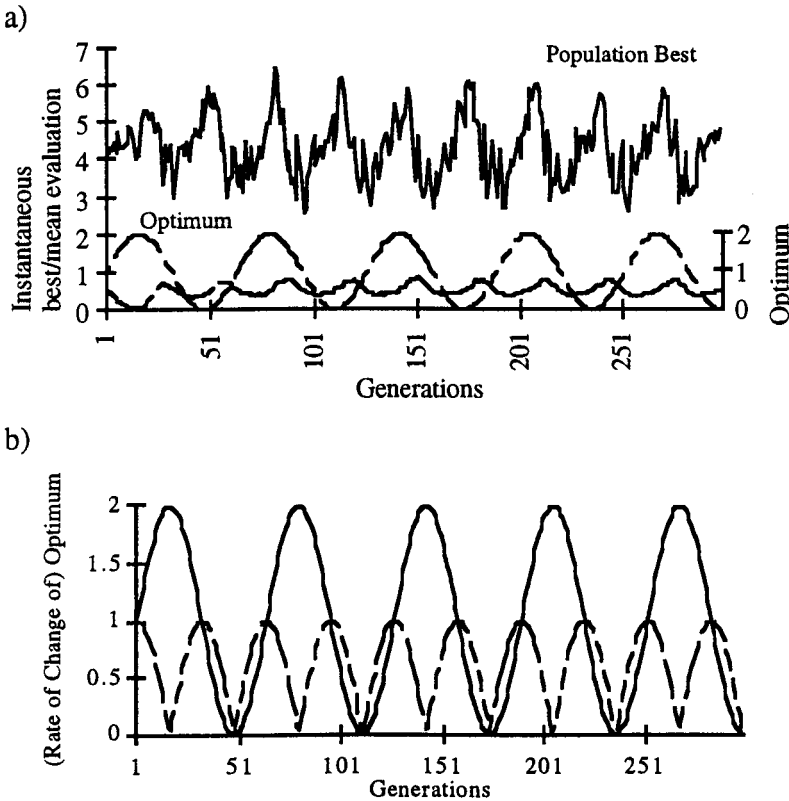 a)
7
6
5
4
3
2
1
0
Instantaneous
best/mean evaluation
Population Best
Optimum
2
1
0
Optimum
1
51
101
151
201
251
Generations
b)
2
1.5
1
0.5
0
(Rate of Change of) Optimum
1
51
101
151
201
251
Generations